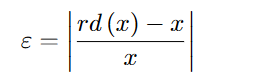 ε = | (rd (x) − x) / x |